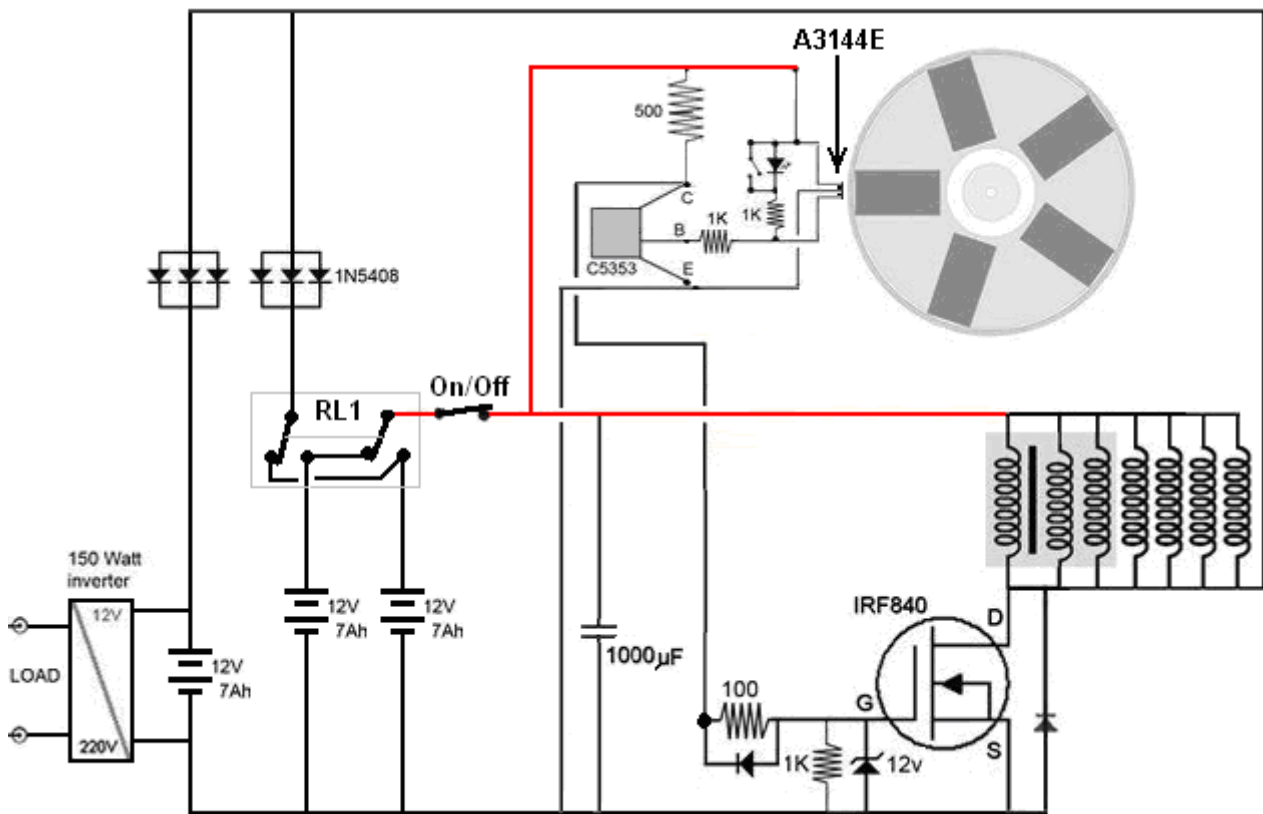 A3144E
500
C
1K
1K
B
C5353
E
1N5408
On/Off
RL1
150 Watt
inverter
12V
LOAD
220V
12V
7Ah
12V
7Ah
12V
7Ah
1000µF
IRF840
D
100
G
S
1K
12v